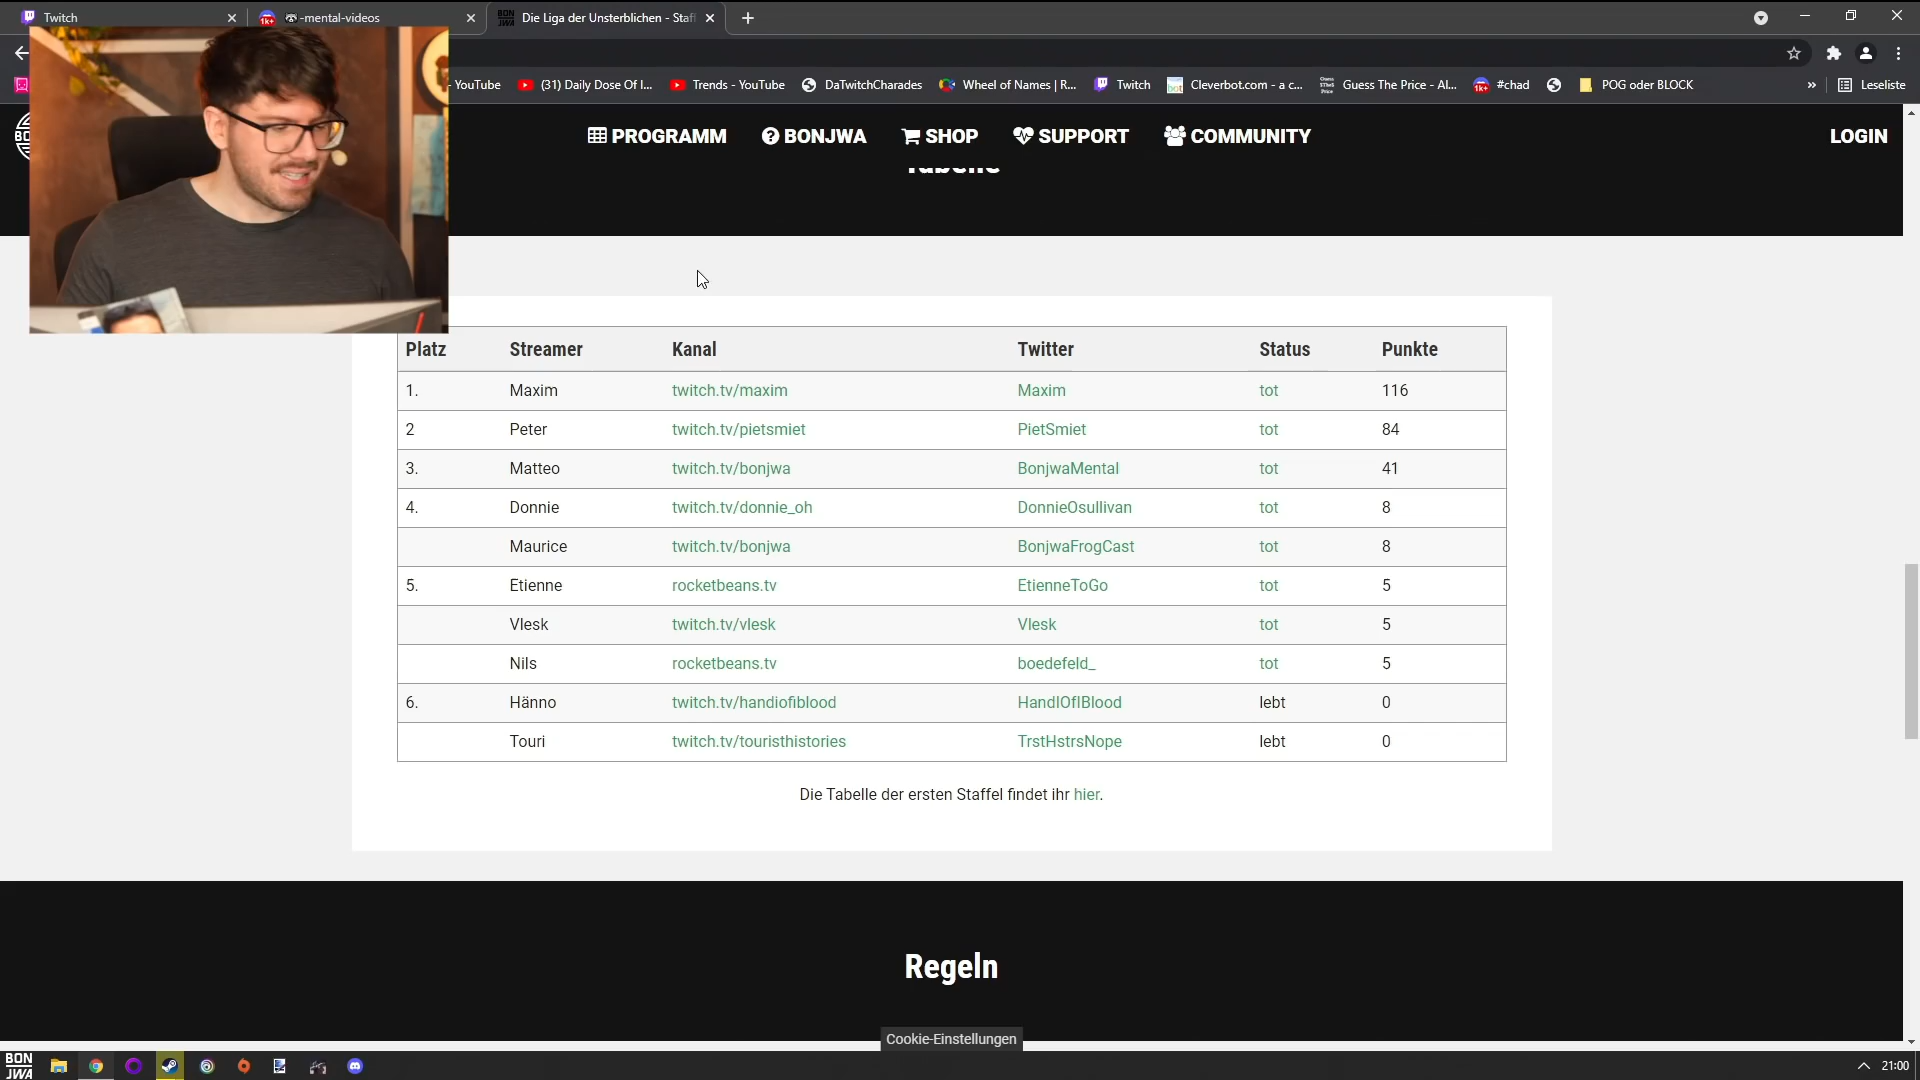 Twitch
-mental-videos
Die Liga der Unsterblichen - Staf
- YouTube
(31) Daily Dose Of I...
Trends - YouTube
DaTwitchCharades
Wheel of Names | R...
Twitch
Cleverbot.com - a c...
Guess The Price - Al...
#chad
POG oder BLOCK
»
Leseliste
PROGRAMM
BONJWA
SHOP
SUPPORT
COMMUNITY
LOGIN
Tabelle
Platz Streamer Kanal Twitter Status Punkte
1. Maxim twitch.tv/maxim Maxim tot 116
2 Peter twitch.tv/pietsmiet PietSmiet tot 84
3. Matteo twitch.tv/bonjwa BonjwaMental tot 41
4. Donnie twitch.tv/donnie_oh DonnieOsullivan tot 8
Maurice twitch.tv/bonjwa BonjwaFrogCast tot 8
5. Etienne rocketbeans.tv EtienneToGo tot 5
Vlesk twitch.tv/vlesk Vlesk tot 5
Nils rocketbeans.tv boedefeld_ tot 5
6. Hänno twitch.tv/handiofiblood HandIOfIBlood lebt 0
Touri twitch.tv/touristhistories TrstHstrsNope lebt 0
Die Tabelle der ersten Staffel findet ihr hier.
Regeln
Cookie-Einstellungen
BON
JWA
21:00